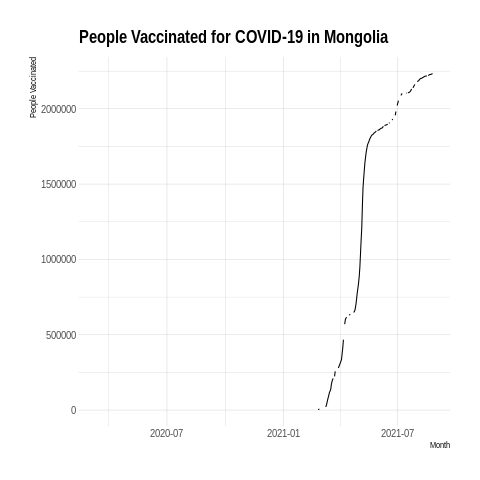 People Vaccinated for COVID-19 in Mongolia
People Vaccinated
2000000
1500000
1000000
500000
0
2020-07
2021-01
2021-07
Month